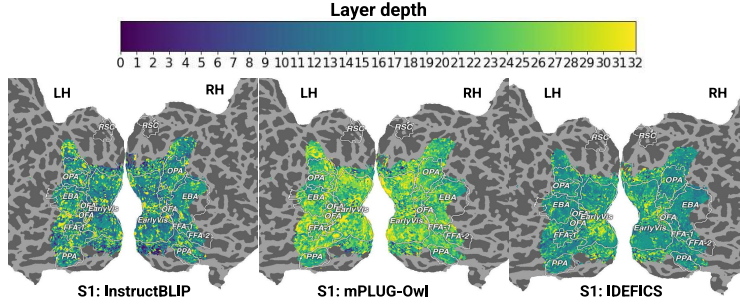 Layer depth
0 1 2 3 4 5 6 7 8 9 10 11 12 13 14 15 16 17 18 19 20 21 22 23 24 25 26 27 28 29 30 31 32
LH RH LH RH LH RH
RSC RSC RSC RSC RSC RSC
OPA OPA OPA OPA OPA OPA
EBA EBA EBA EBA EBA EBA
OFA OFA OFA OFA OFA
EarlyVis EarlyVis EarlyVis EarlyVis EarlyVis EarlyVis
FFA-1 FFA-1 FFA-1 FFA-1 FFA-1 FFA-1
FFA-2 FFA-2 FFA-2
PPA PPA PPA PPA PPA PPA
S1: InstructBLIP S1: mPLUG-Owl S1: IDEFICS